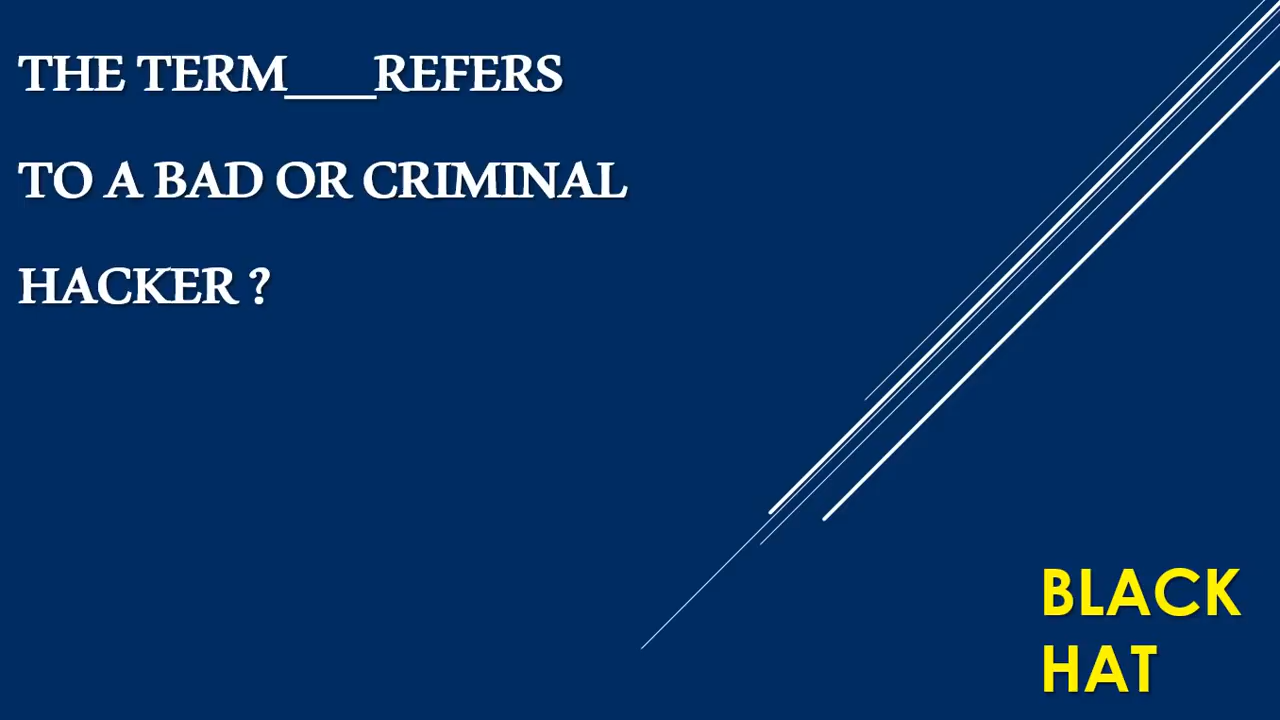 THE TERM___REFERS
TO A BAD OR CRIMINAL
HACKER ?
BLACK
HAT